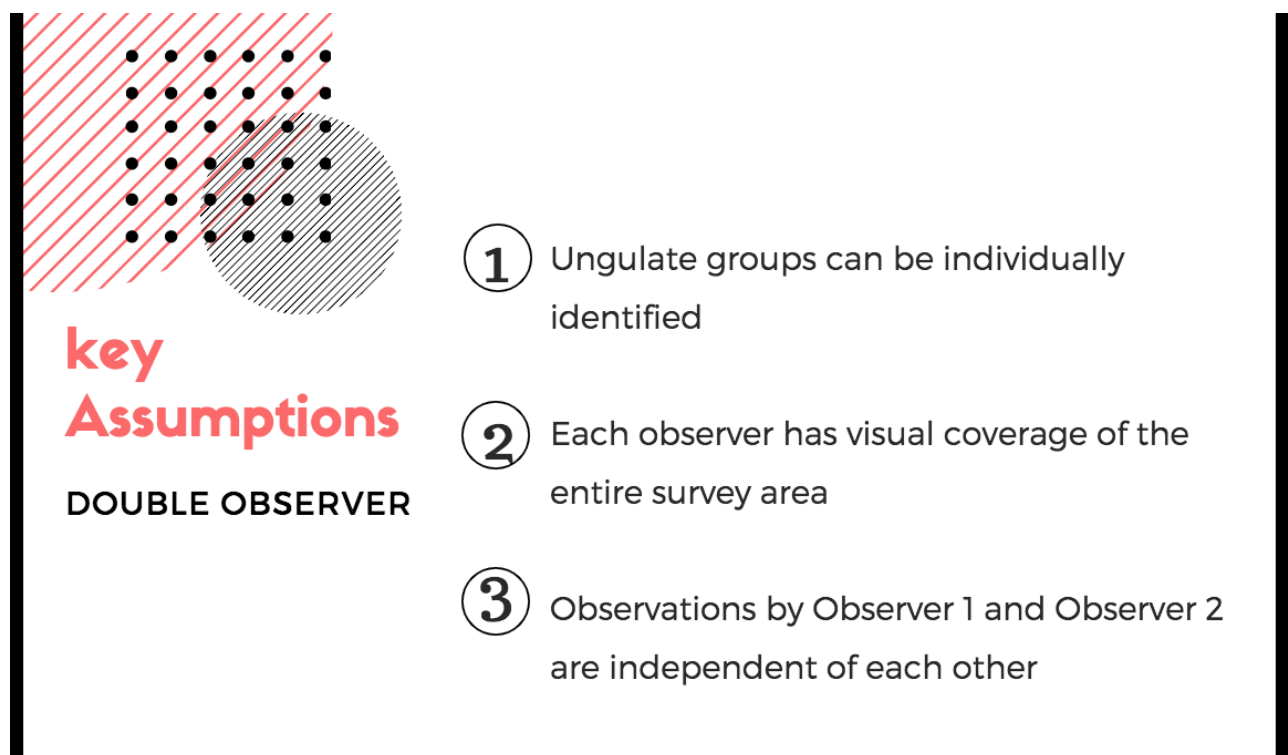 key
Assumptions
DOUBLE OBSERVER
1 Ungulate groups can be individually
identified
2 Each observer has visual coverage of the
entire survey area
3 Observations by Observer 1 and Observer 2
are independent of each other